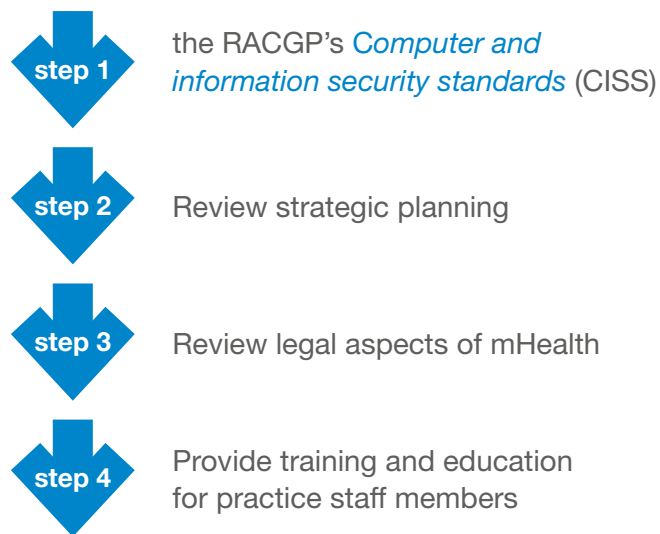 step 1
the RACGP's Computer and
information security standards (CISS)
step 2
Review strategic planning
step 3
Review legal aspects of mHealth
step 4
Provide training and education
for practice staff members